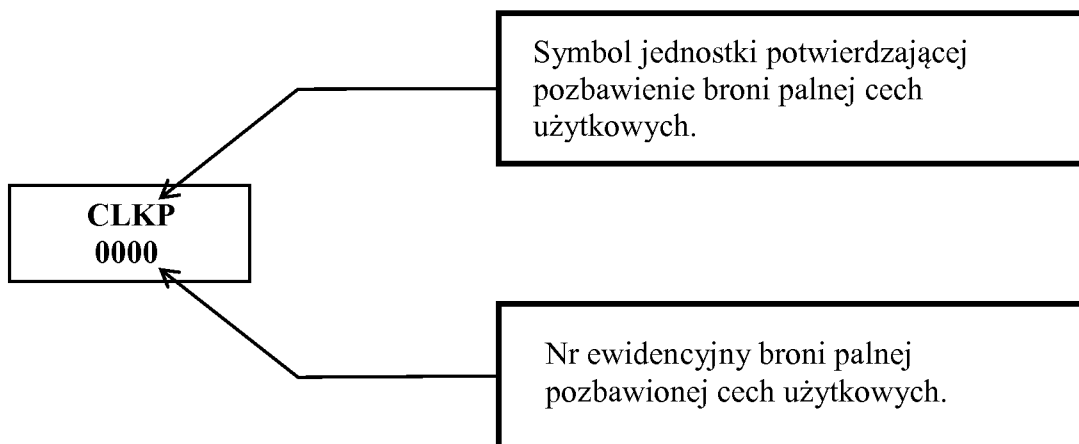 Symbol jednostki potwierdzającej
pozbawienie broni palnej cech
użytkowych.
CLKP
0000
Nr ewidencyjny broni palnej
pozbawionej cech użytkowych.